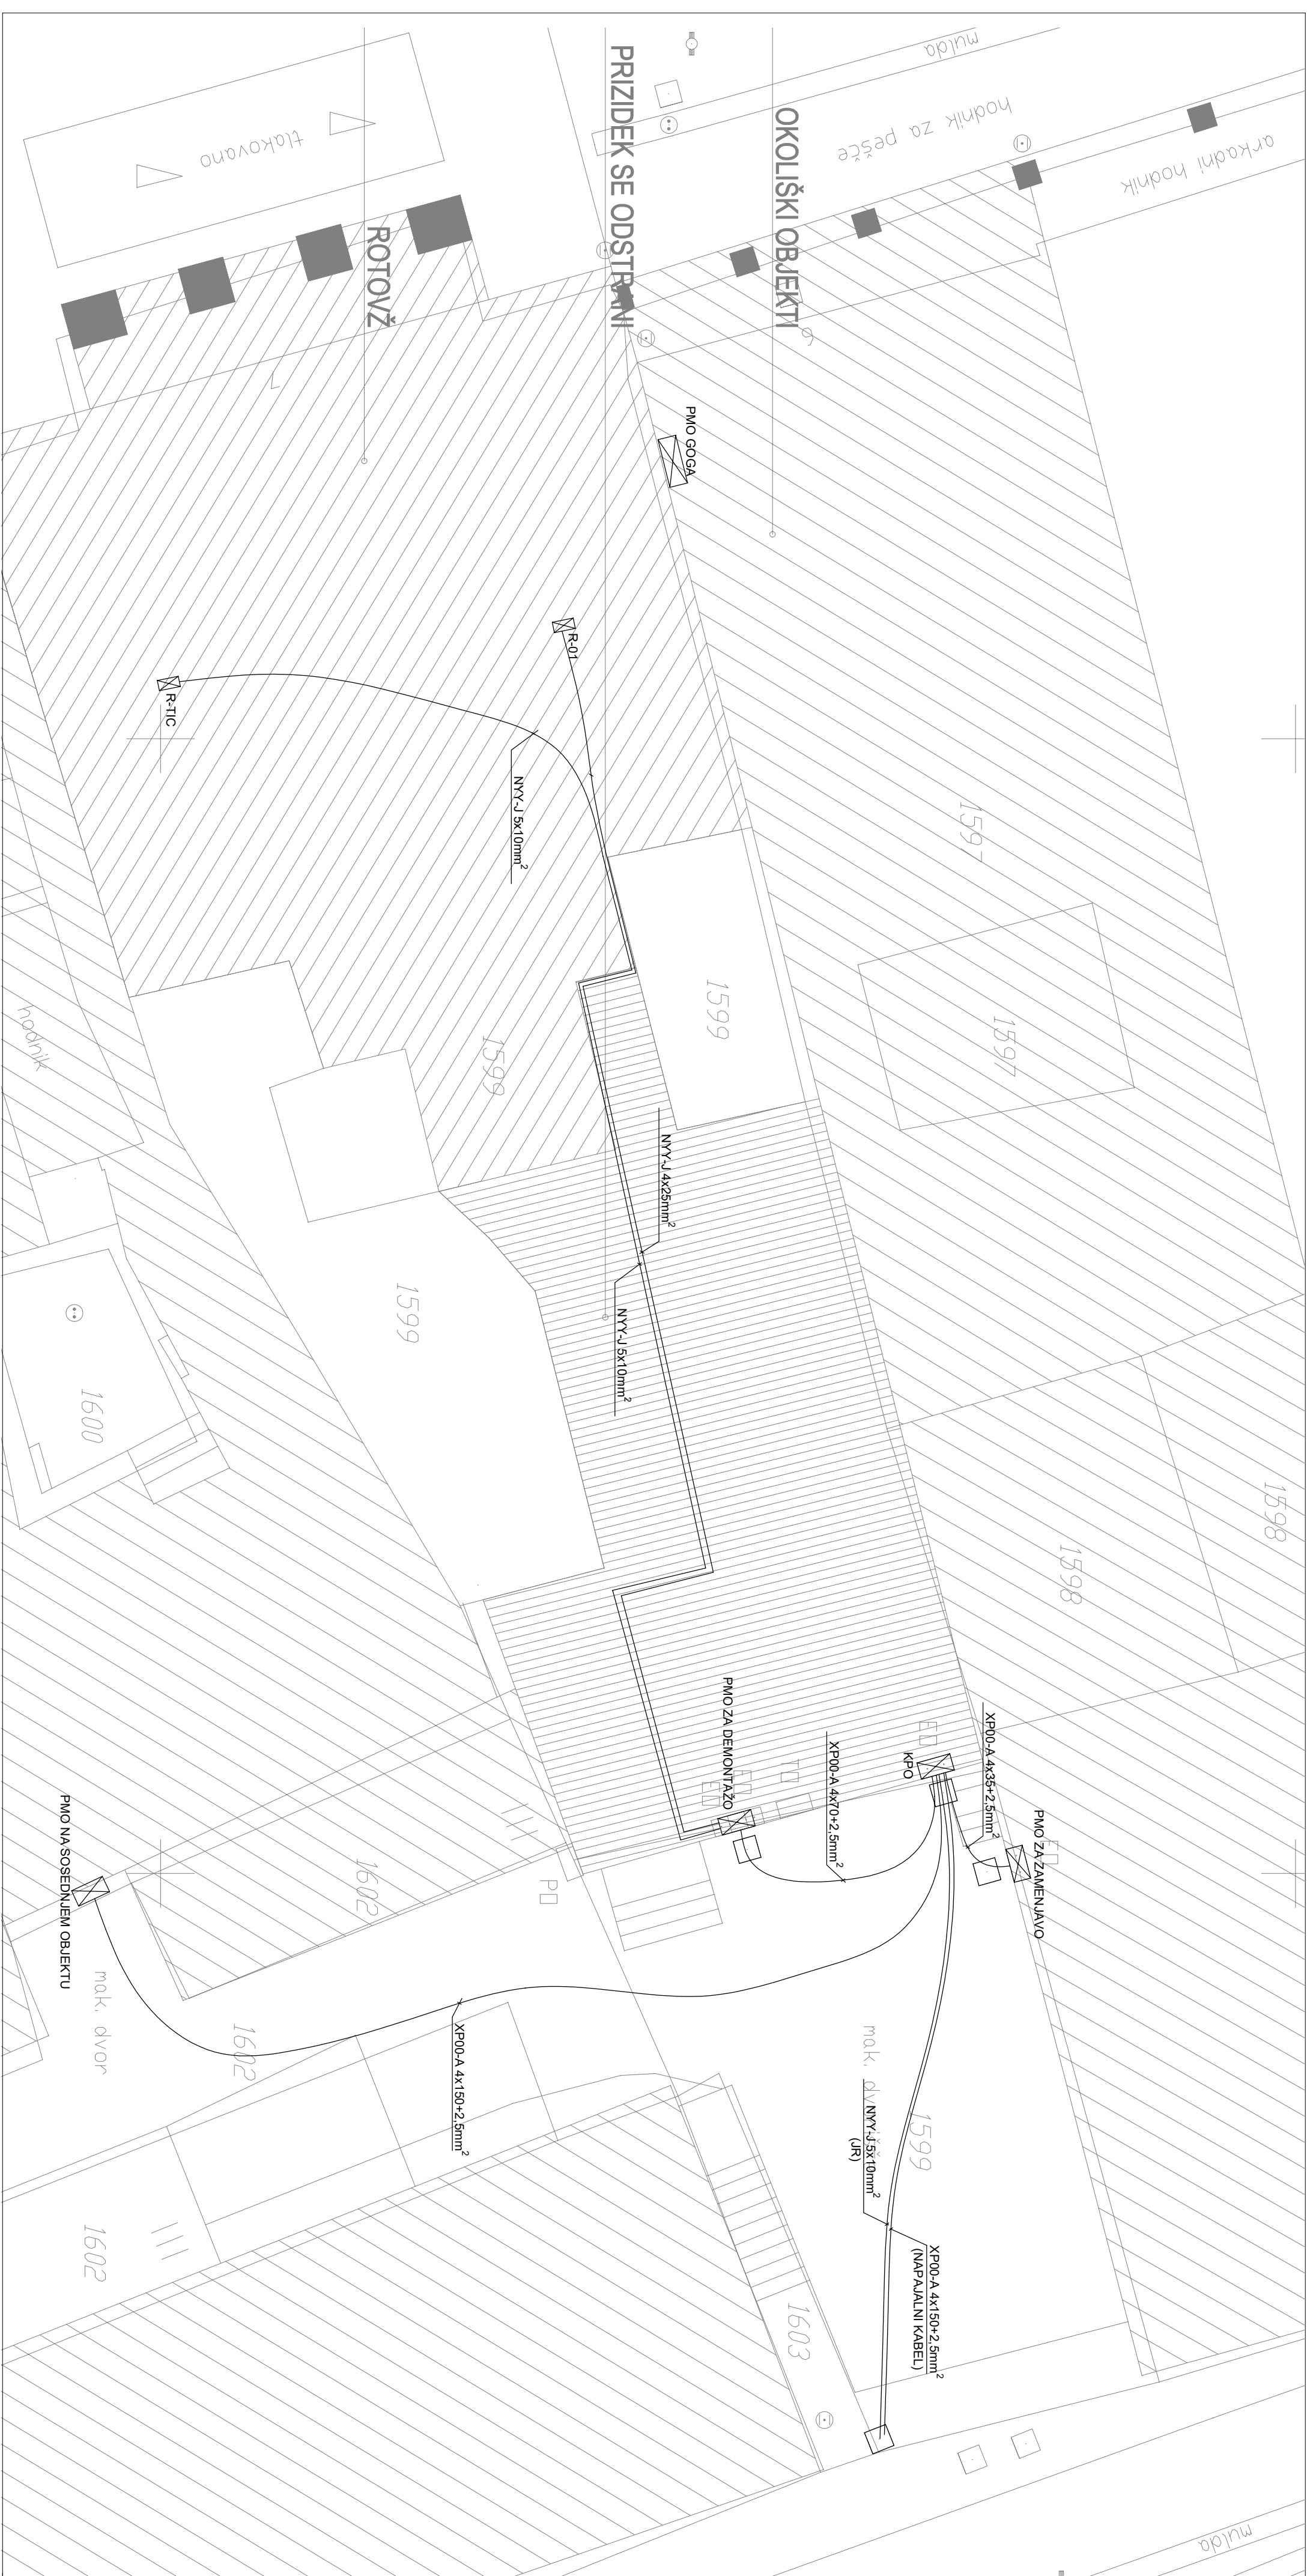 mulda
hodnik za pešče
arkadni hodnik
tlakovano
PRIZIDEK SE ODSTRANI
OKOLIŠKI OBJEKTI
ROTOVŽ
7
6
PMO GOGA
R-01
R-TIC
NYY-J 5x10mm²
1597
1597
1599
1599
hodnik
NYY-J 4x25mm²
NYY-J 5x10mm²
1599
1600
1598
1598
PMO ZA DEMONTAŽO
KPO
XP00-A 4x70+2,5mm²
XP00-A 4x35+2,5mm²
PMO ZA ZAMENJAVO
PMO NA SOSEDNJEM OBJEKTU
1602
mak. dvor
1602
XP00-A 4x150+2,5mm²
1599
NYY-J 5x10mm²
(JR)
XP00-A 4x150+2,5mm²
(NAPAJALNI KABEL)
1602
1603
mulda